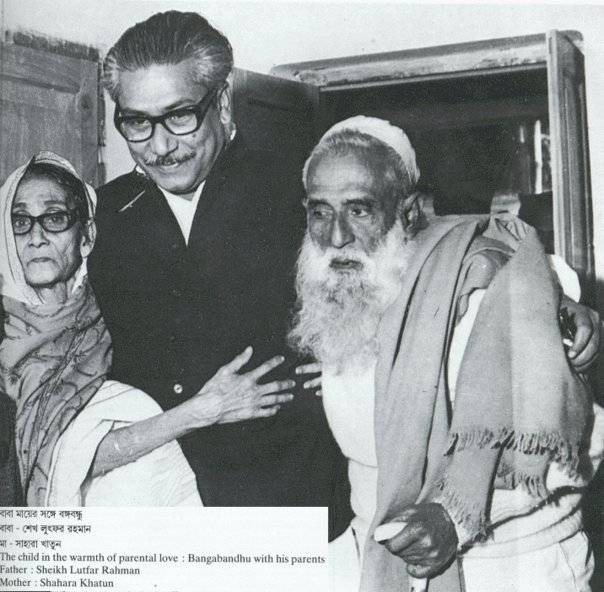 বাবা মায়ের সঙ্গে বঙ্গবন্ধু
বাবা - শেখ লুৎফর রহমান
মা - সাহারা খাতুন
The child in the warmth of parental love : Bangabandhu with his parents
Father : Sheikh Lutfar Rahman
Mother : Shahara Khatun